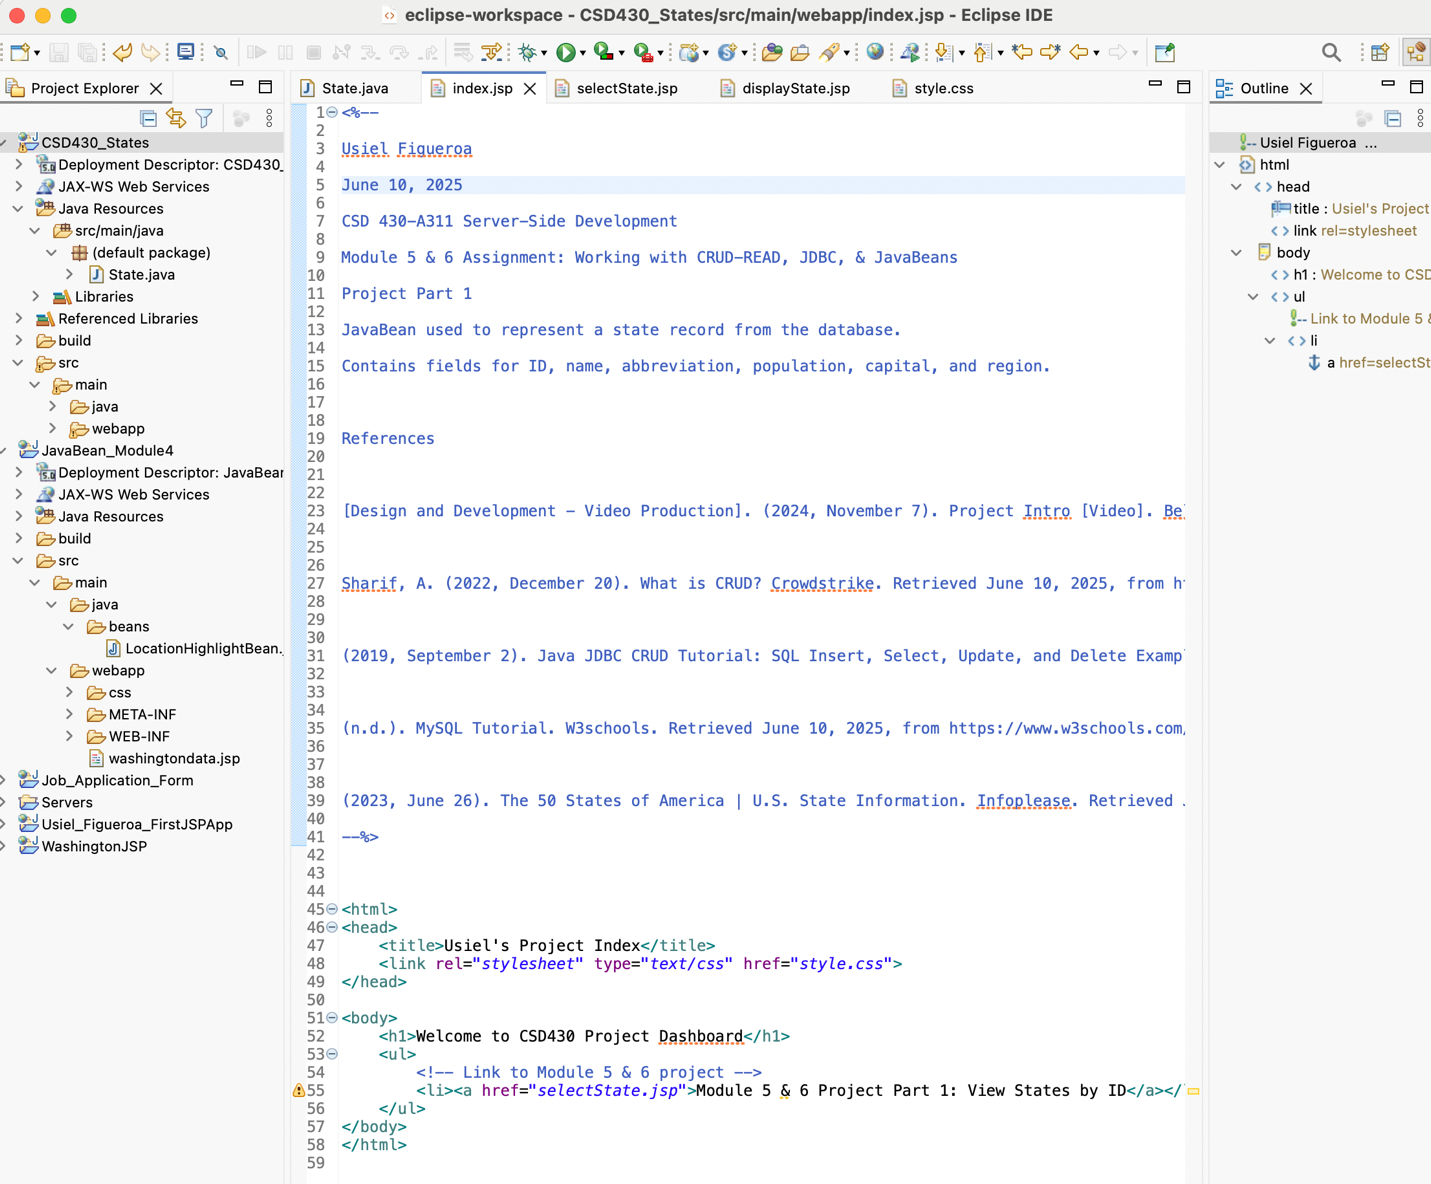 eclipse-workspace - CSD430_States/src/main/webapp/index.jsp - Eclipse IDE
Project Explorer
State.java
index.jsp
selectState.jsp
displayState.jsp
style.css
Outline
CSD430_States
Deployment Descriptor: CSD430_
JAX-WS Web Services
Java Resources
src/main/java
(default package)
State.java
Libraries
Referenced Libraries
build
src
main
java
webapp
JavaBean_Module4
Deployment Descriptor: JavaBean
JAX-WS Web Services
Java Resources
build
src
main
java
beans
LocationHighlightBean.
webapp
css
META-INF
WEB-INF
washingtondata.jsp
Job_Application_Form
Servers
Usiel_Figueroa_FirstJSPApp
WashingtonJSP
1 <%--
2
3 Usiel Figueroa
4
5 June 10, 2025
6
7 CSD 430-A311 Server-Side Development
8
9 Module 5 & 6 Assignment: Working with CRUD-READ, JDBC, & JavaBeans
10
11 Project Part 1
12
13 JavaBean used to represent a state record from the database.
14
15 Contains fields for ID, name, abbreviation, population, capital, and region.
16
17
18
19 References
20
21
22
23 [Design and Development - Video Production]. (2024, November 7). Project Intro [Video]. Be
24
25
26
27 Sharif, A. (2022, December 20). What is CRUD? Crowdstrike. Retrieved June 10, 2025, from h
28
29
30
31 (2019, September 2). Java JDBC CRUD Tutorial: SQL Insert, Select, Update, and Delete Examp
32
33
34
35 (n.d.). MySQL Tutorial. W3schools. Retrieved June 10, 2025, from https://www.w3schools.com/
36
37
38
39 (2023, June 26). The 50 States of America | U.S. State Information. Infoplease. Retrieved
40
41 --%>
42
43
44
45 <html>
46 <head>
47 <title>Usiel's Project Index</title>
48 <link rel="stylesheet" type="text/css" href="style.css">
49 </head>
50
51 <body>
52 <h1>Welcome to CSD430 Project Dashboard</h1>
53 <ul>
54 <!-- Link to Module 5 & 6 project -->
55 <li><a href="selectState.jsp">Module 5 & 6 Project Part 1: View States by ID</a></
56 </ul>
57 </body>
58 </html>
59
Usiel Figueroa ...
html
head
title : Usiel's Project
link rel=stylesheet
body
h1 : Welcome to CSD
ul
Link to Module 5 &
li
a href=selectSt